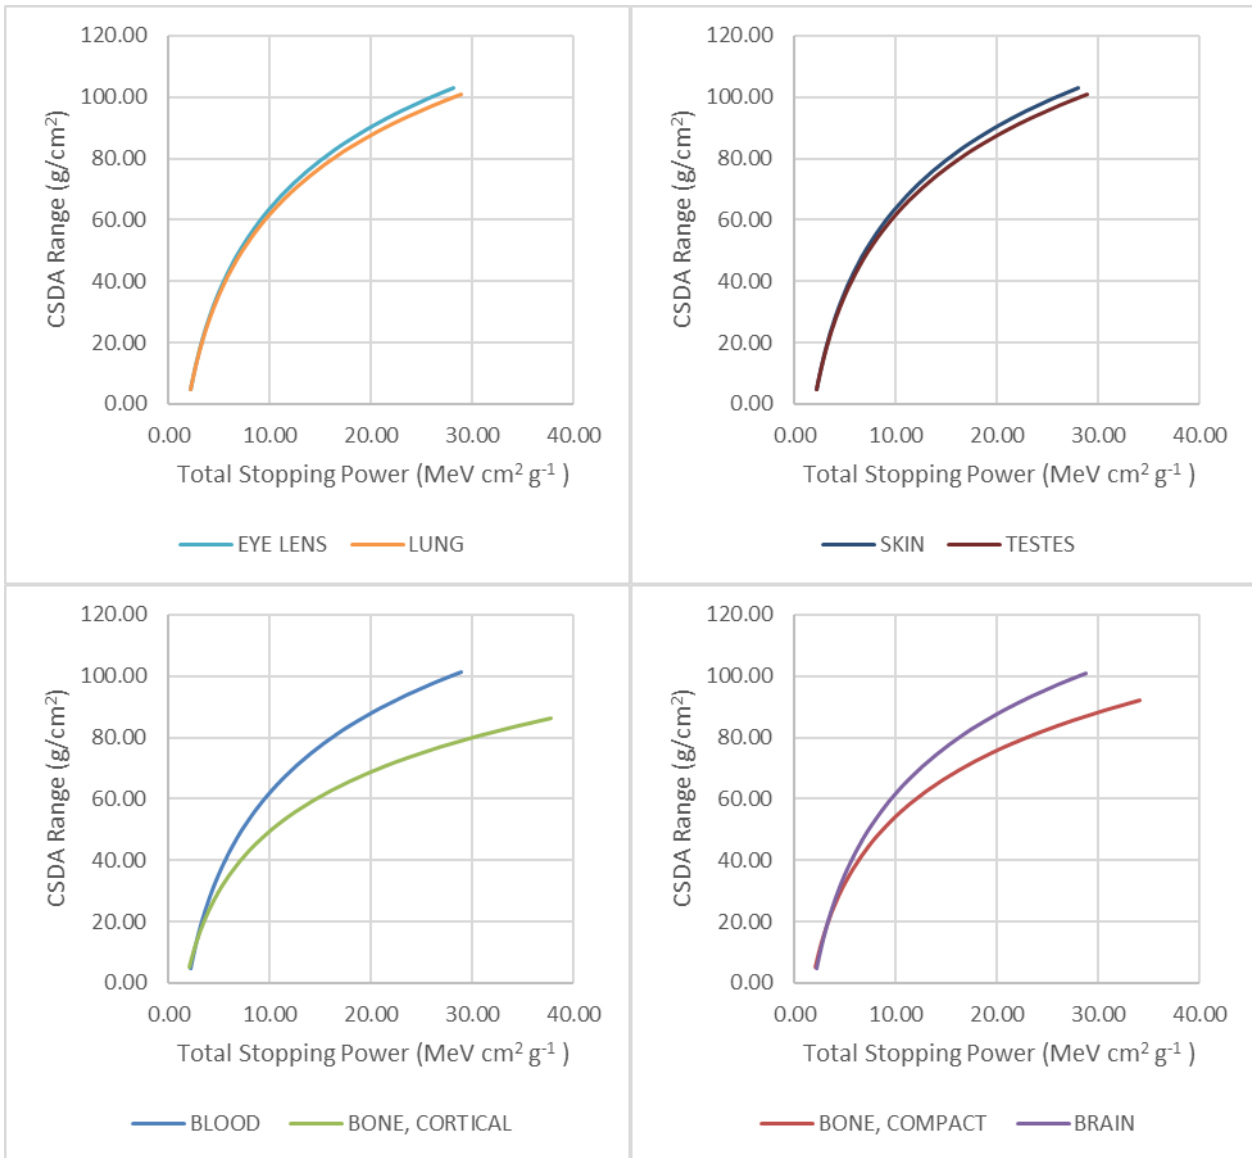 120.00
100.00
80.00
60.00
40.00
20.00
0.00
CSDA Range (g/cm²)
0.00 10.00 20.00 30.00 40.00
Total Stopping Power (MeV cm² g⁻¹ )
EYE LENS LUNG
120.00
100.00
80.00
60.00
40.00
20.00
0.00
CSDA Range (g/cm²)
0.00 10.00 20.00 30.00 40.00
Total Stopping Power (MeV cm² g⁻¹ )
SKIN TESTES
120.00
100.00
80.00
60.00
40.00
20.00
0.00
CSDA Range (g/cm²)
0.00 10.00 20.00 30.00 40.00
Total Stopping Power (MeV cm² g⁻¹ )
BLOOD BONE, CORTICAL
120.00
100.00
80.00
60.00
40.00
20.00
0.00
CSDA Range (g/cm²)
0.00 10.00 20.00 30.00 40.00
Total Stopping Power (MeV cm² g⁻¹ )
BONE, COMPACT BRAIN